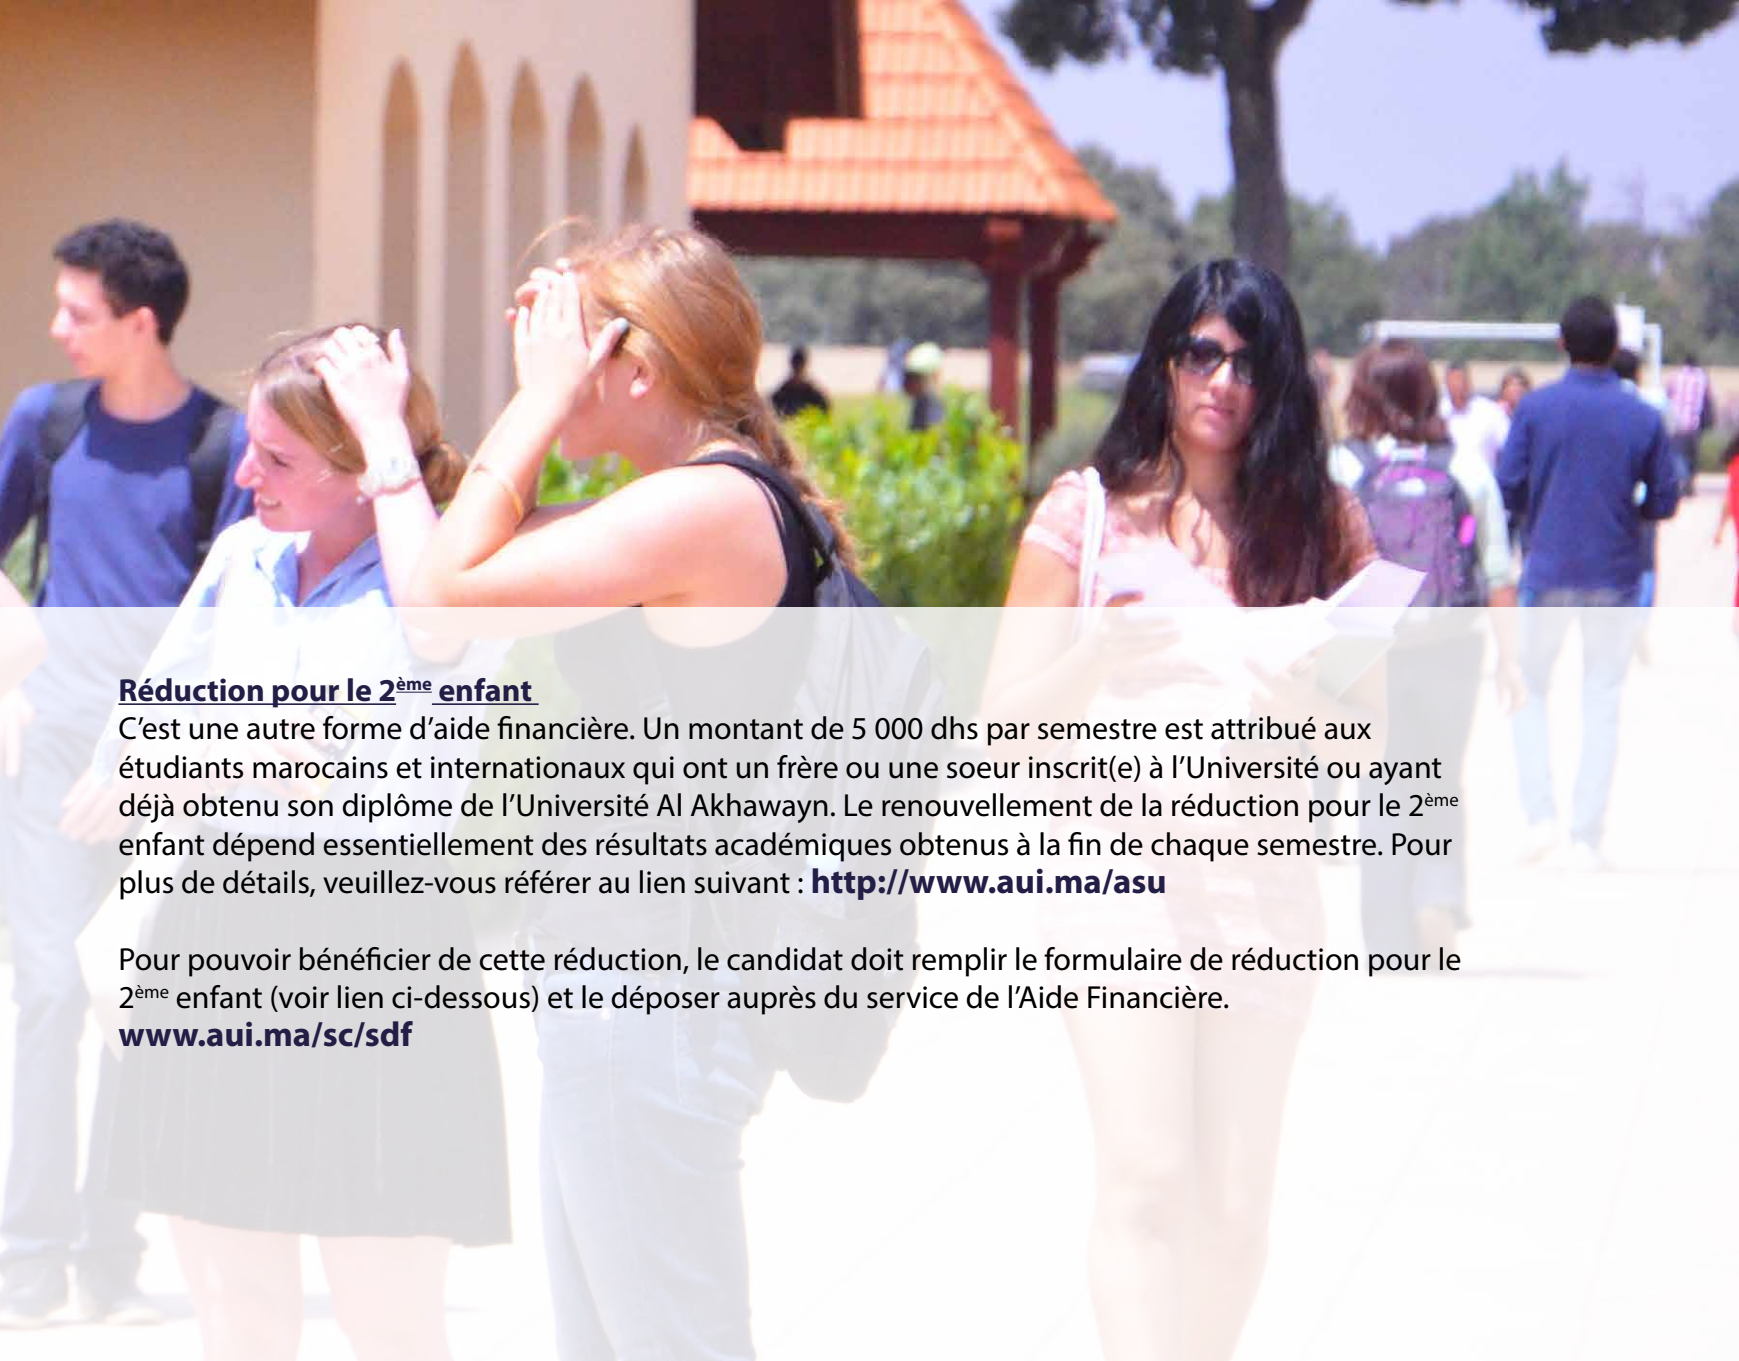 Réduction pour le 2ème enfant
C’est une autre forme d’aide financière. Un montant de 5 000 dhs par semestre est attribué aux
étudiants marocains et internationaux qui ont un frère ou une soeur inscrit(e) à l’Université ou ayant
déjà obtenu son diplôme de l’Université Al Akhawayn. Le renouvellement de la réduction pour le 2ème
enfant dépend essentiellement des résultats académiques obtenus à la fin de chaque semestre. Pour
plus de détails, veuillez-vous référer au lien suivant : http://www.aui.ma/asu
Pour pouvoir bénéficier de cette réduction, le candidat doit remplir le formulaire de réduction pour le
2ème enfant (voir lien ci-dessous) et le déposer auprès du service de l’Aide Financière.
www.aui.ma/sc/sdf